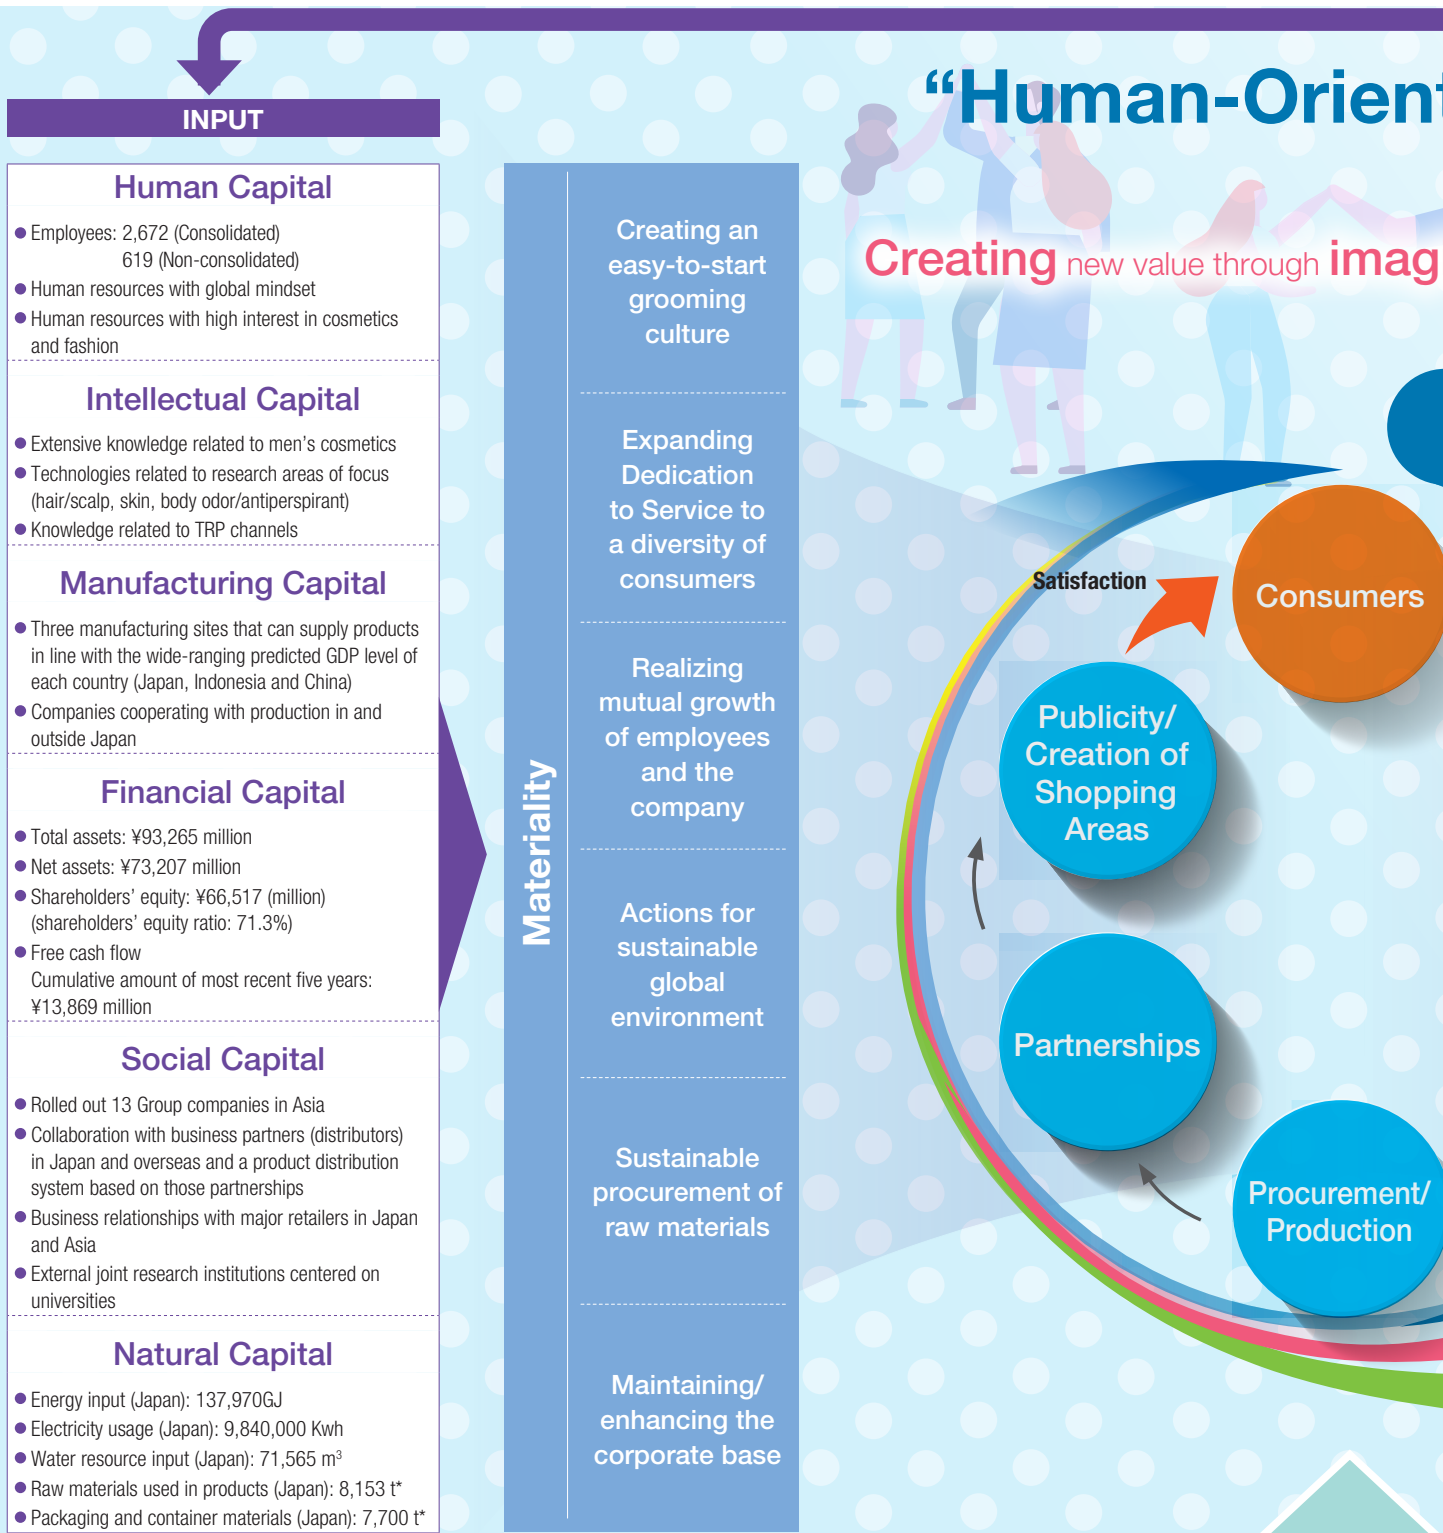 INPUT
Human Capital
● Employees: 2,672 (Consolidated)
619 (Non-consolidated)
● Human resources with global mindset
● Human resources with high interest in cosmetics
and fashion
Intellectual Capital
● Extensive knowledge related to men's cosmetics
● Technologies related to research areas of focus
(hair/scalp, skin, body odor/antiperspirant)
● Knowledge related to TRP channels
Manufacturing Capital
● Three manufacturing sites that can supply products
in line with the wide-ranging predicted GDP level of
each country (Japan, Indonesia and China)
● Companies cooperating with production in and
outside Japan
Financial Capital
● Total assets: ¥93,265 million
● Net assets: ¥73,207 million
● Shareholders' equity: ¥66,517 (million)
(shareholders' equity ratio: 71.3%)
● Free cash flow
Cumulative amount of most recent five years:
¥13,869 million
Social Capital
● Rolled out 13 Group companies in Asia
● Collaboration with business partners (distributors)
in Japan and overseas and a product distribution
system based on those partnerships
● Business relationships with major retailers in Japan
and Asia
● External joint research institutions centered on
universities
Natural Capital
● Energy input (Japan): 137,970GJ
● Electricity usage (Japan): 9,840,000 Kwh
● Water resource input (Japan): 71,565 m³
● Raw materials used in products (Japan): 8,153 t*
● Packaging and container materials (Japan): 7,700 t*
Materiality
Creating an
easy-to-start
grooming
culture
Expanding
Dedication
to Service to
a diversity of
consumers
Realizing
mutual growth
of employees
and the
company
Actions for
sustainable
global
environment
Sustainable
procurement of
raw materials
Maintaining/
enhancing the
corporate base
“Human-Orient
Creating new value through imag
Satisfaction
Consumers
Publicity/
Creation of
Shopping
Areas
Partnerships
Procurement/
Production